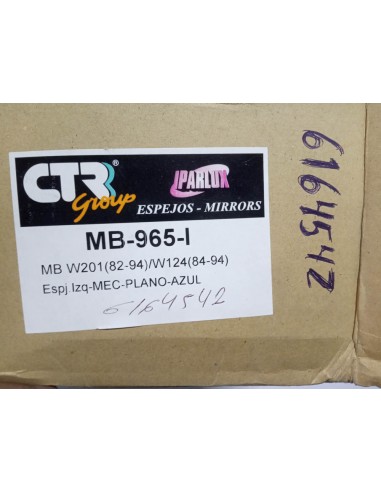 CTR®
Group
IPARLUX
ESPEJOS - MIRRORS
MB-965-I
MB W201(82-94)/W124(84-94)
Espj Izq-MEC-PLANO-AZUL
6164542
6164542